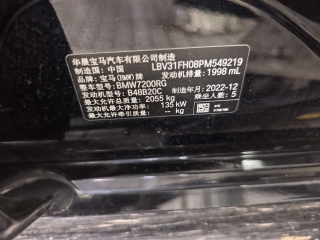 华晨宝马汽车有限公司制造
制造国：中国 LBV31FH08PM549219
品牌：宝马(BMW)牌 发动机排量：1998 mL
整车型号：BMW7200RG
发动机型号：B48B20C 制造年月：2022-12
最大允许总质量：2055 kg 乘坐人数：5
发动机最大净功率：135 kW
最大允许牵引质量： kg